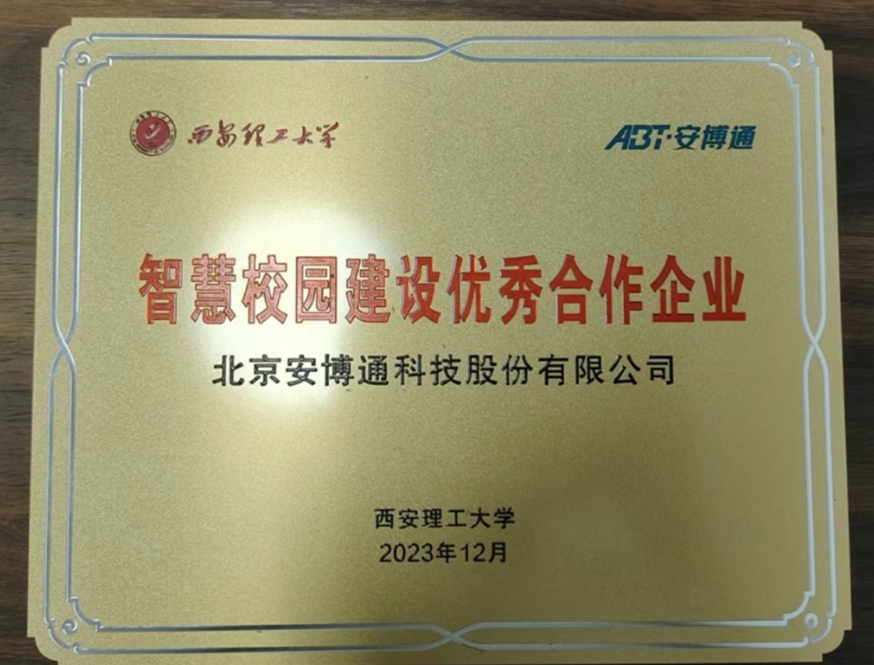 西安理工大学
ABT·安博通
智慧校园建设优秀合作企业
北京安博通科技股份有限公司
西安理工大学
2023年12月